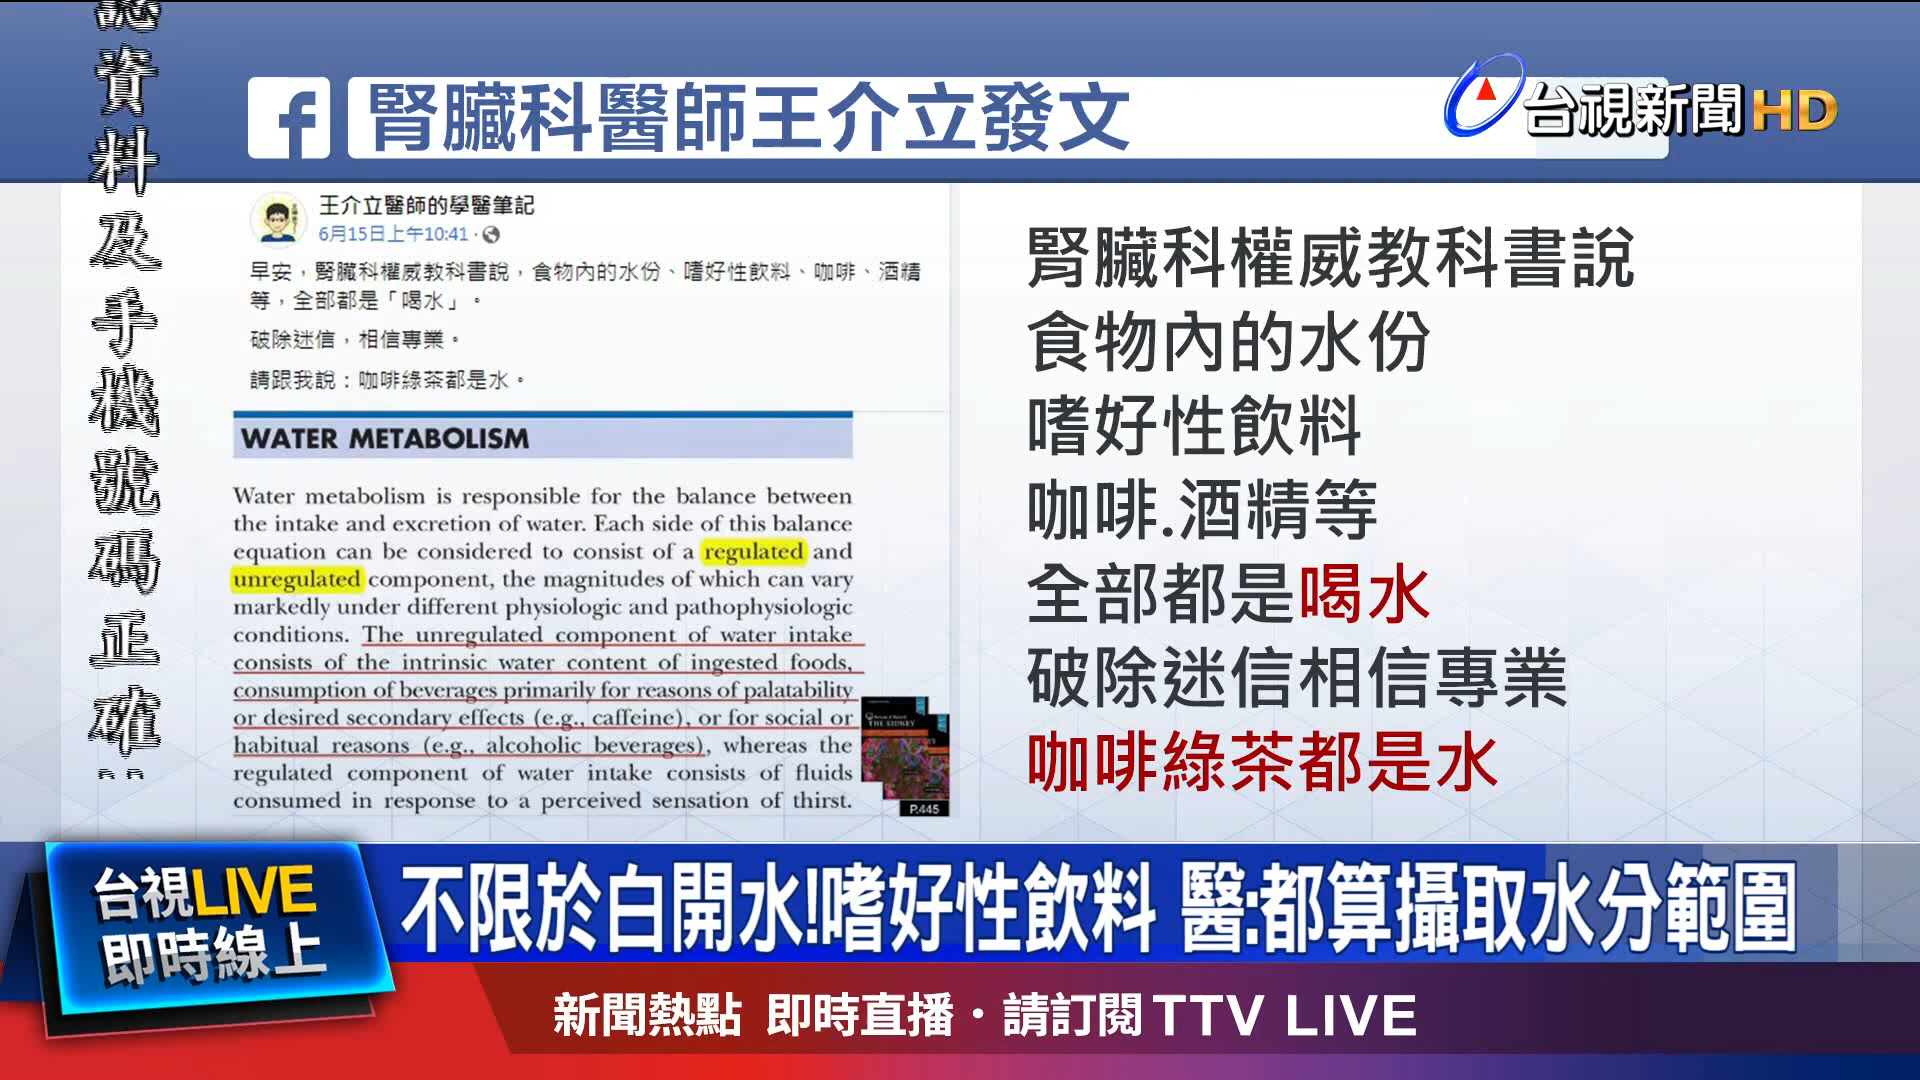 腎臟科醫師王介立發文
台視新聞HD
資料及手機號碼正確
王介立醫師的學醫筆記
6月15日上午10:41
早安，腎臟科權威教科書說，食物內的水份、嗜好性飲料、咖啡、酒精
等，全部都是「喝水」。
破除迷信，相信專業。
請跟我說：咖啡綠茶都是水。
WATER METABOLISM
Water metabolism is responsible for the balance between
the intake and excretion of water. Each side of this balance
equation can be considered to consist of a regulated and
unregulated component, the magnitudes of which can vary
markedly under different physiologic and pathophysiologic
conditions. The unregulated component of water intake
consists of the intrinsic water content of ingested foods,
consumption of beverages primarily for reasons of palatability
or desired secondary effects (e.g., caffeine), or for social or
habitual reasons (e.g., alcoholic beverages), whereas the
regulated component of water intake consists of fluids
consumed in response to a perceived sensation of thirst.
THE KIDNEY
P.445
腎臟科權威教科書說
食物內的水份
嗜好性飲料
咖啡.酒精等
全部都是喝水
破除迷信相信專業
咖啡綠茶都是水
台視LIVE
即時線上
不限於白開水!嗜好性飲料 醫:都算攝取水分範圍
新聞熱點 即時直播・請訂閱TTV LIVE